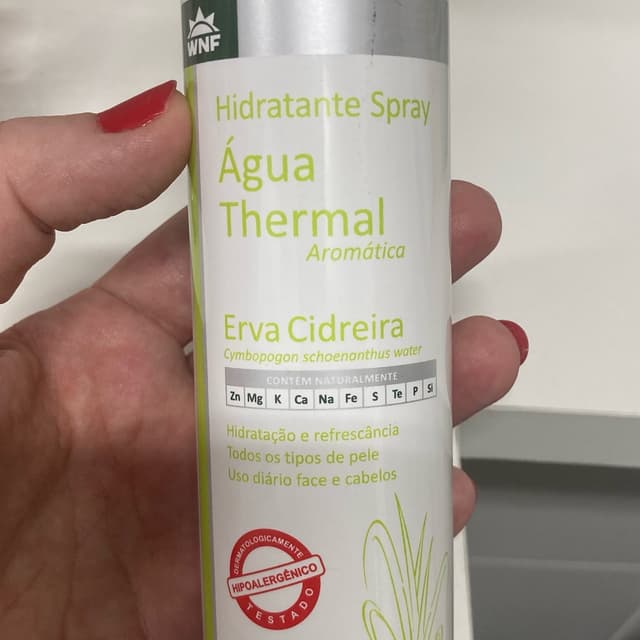 WNF
Hidratante Spray
Água
Thermal
Aromática
Erva Cidreira
Cymbopogon schoenanthus water
CONTÉM NATURALMENTE
Zn Mg K Ca Na Fe S Te P Si
Hidratação e refrescância
Todos os tipos de pele
Uso diário face e cabelos
DERMATOLOGICAMENTE
HIPOALERGÊNICO
TESTADO